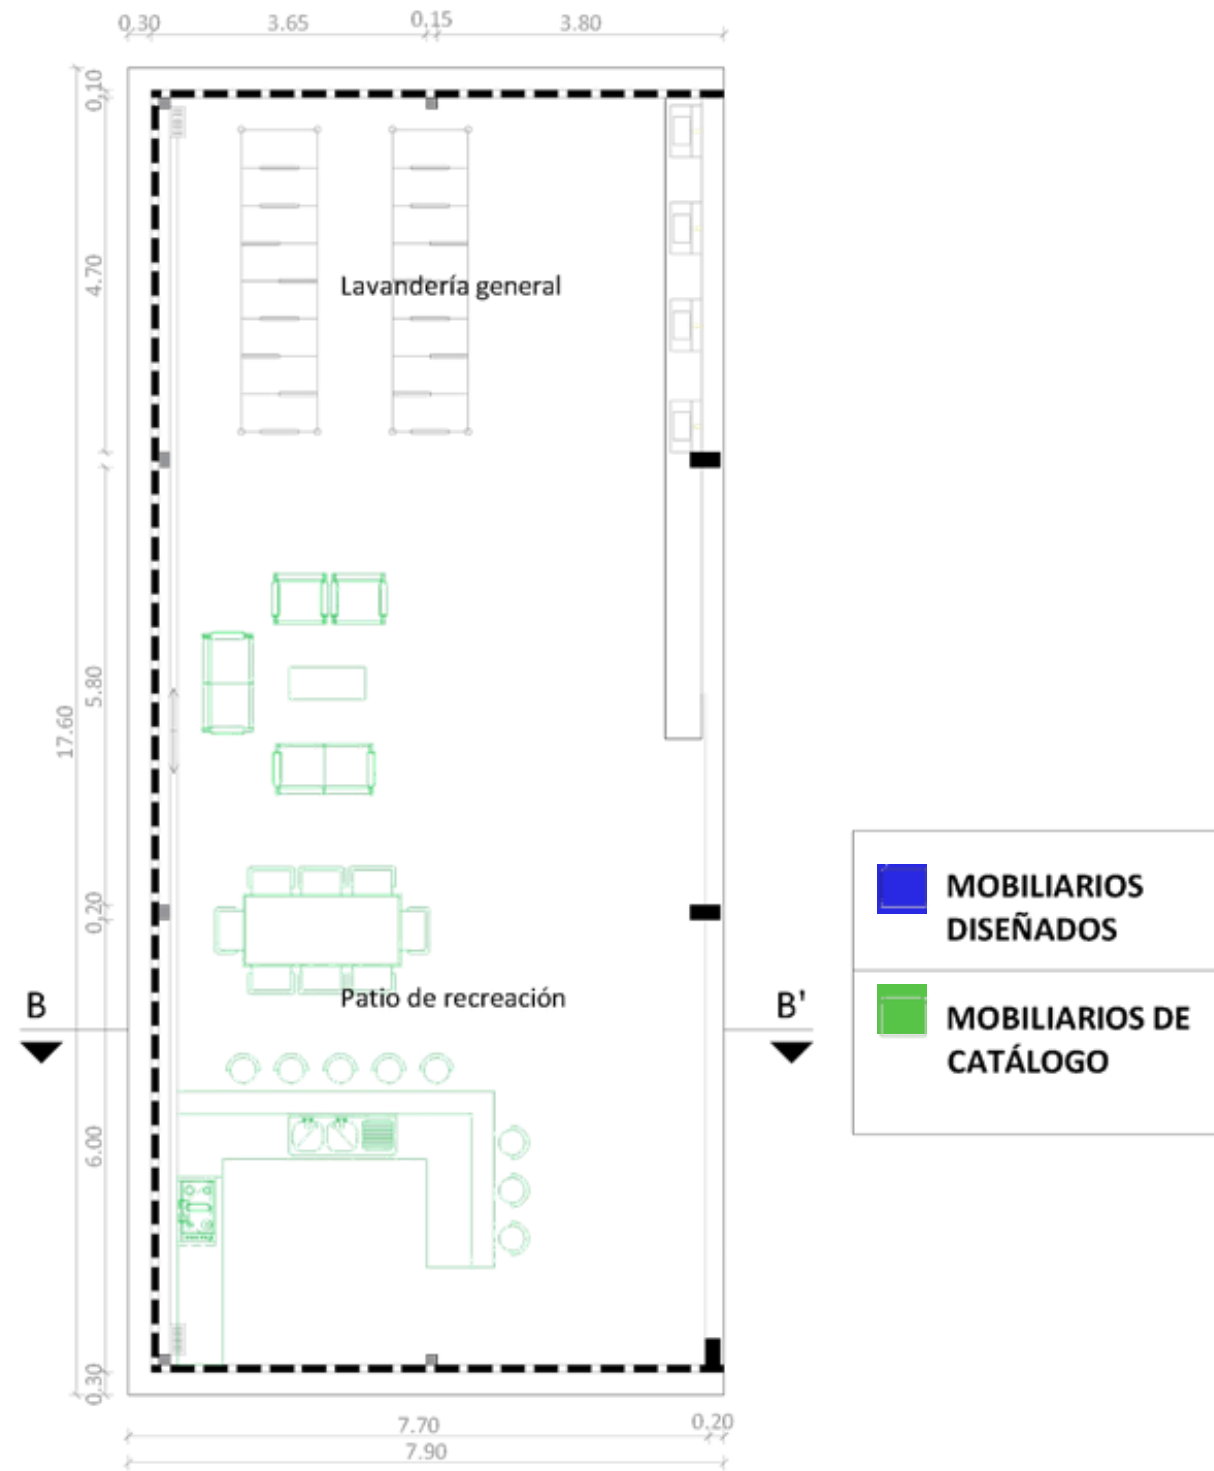 0.30 3.65 0,15 3.80
0,10
4.70
Lavandería general
5.80
17.60
0,20
MOBILIARIOS
DISEÑADOS
MOBILIARIOS DE
CATÁLOGO
B
Patio de recreación
B'
6.00
0.30
7.70 0.20
7.90